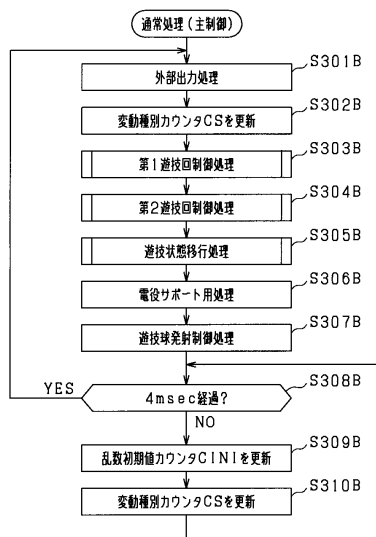 通常処理(主制御)
S301B
外部出力処理
S302B
変動種別カウンタCSを更新
S303B
第1遊技回制御処理
S304B
第2遊技回制御処理
S305B
遊技状態移行処理
S306B
電役サポート用処理
S307B
遊技球発射制御処理
S308B
YES
4msec経過?
NO
S309B
乱数初期値カウンタCINIを更新
S310B
変動種別カウンタCSを更新